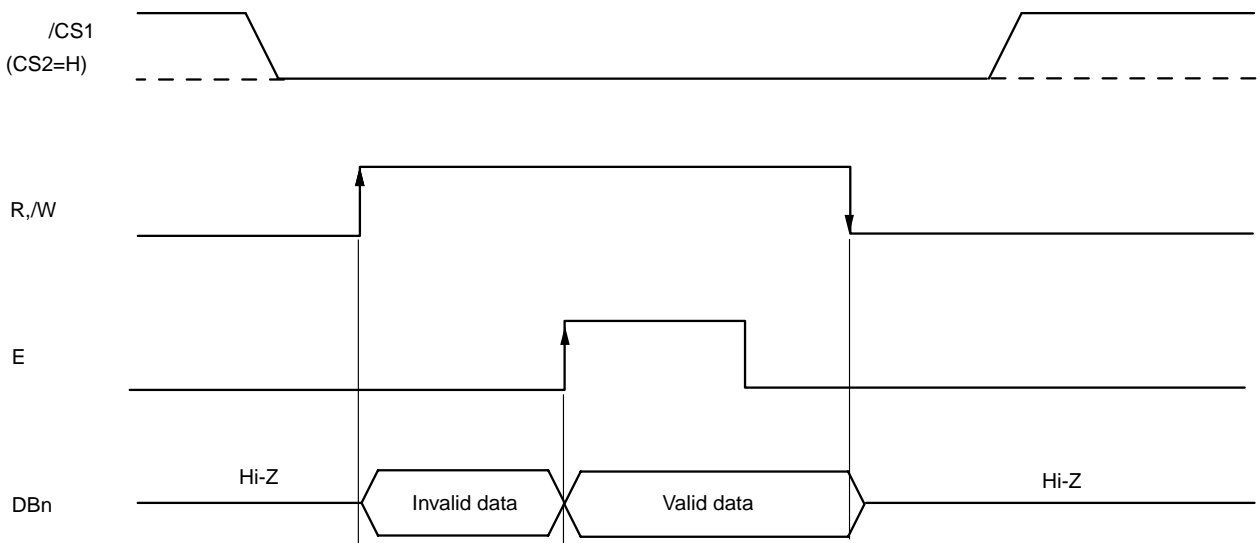 /CS1
(CS2=H)
R,/W
E
DBn
Hi-Z
Invalid data
Valid data
Hi-Z